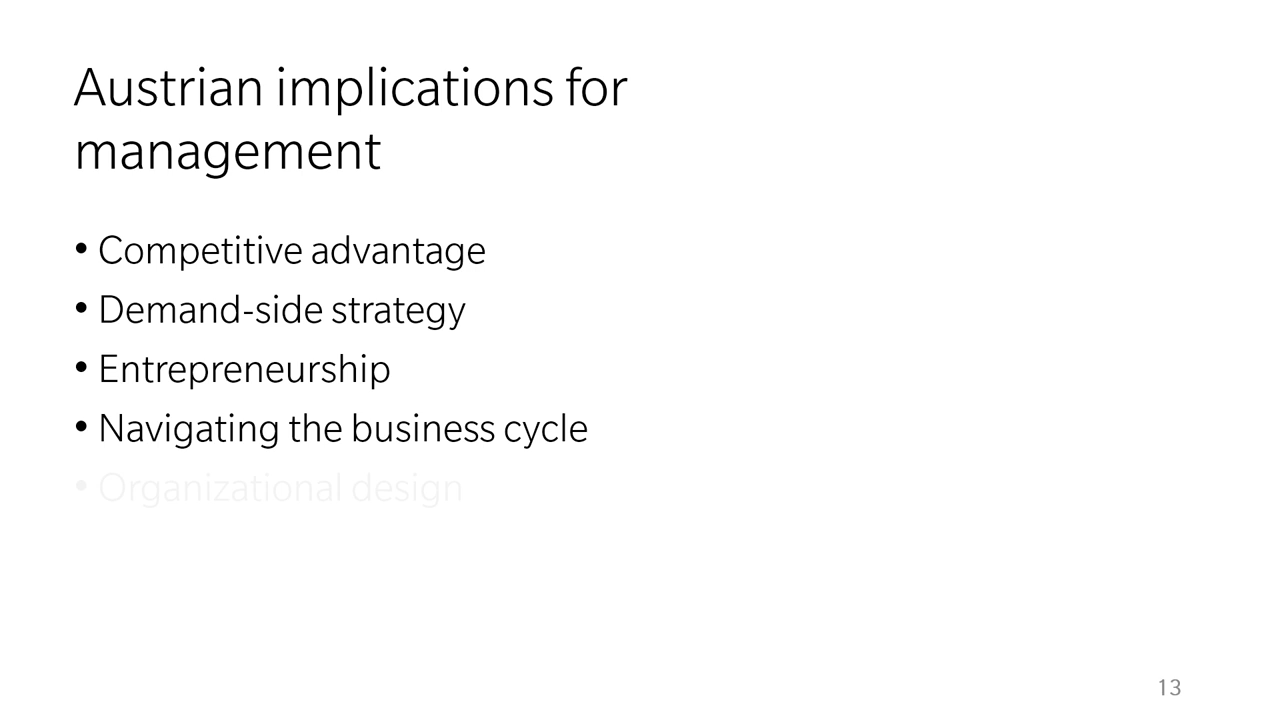 Austrian implications for
management
• Competitive advantage
• Demand-side strategy
• Entrepreneurship
• Navigating the business cycle
• Organizational design
13